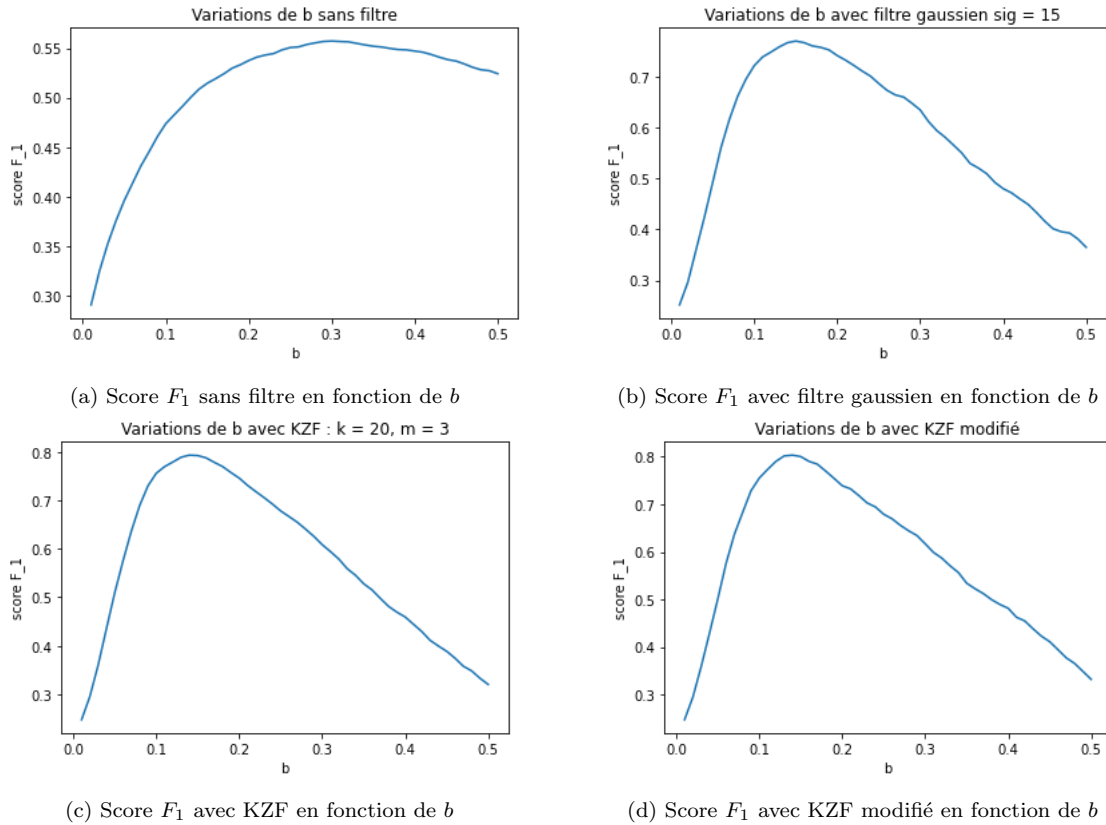 Variations de b sans filtre
score F_1
0.55
0.50
0.45
0.40
0.35
0.30
0.0 0.1 0.2 0.3 0.4 0.5
b
(a) Score F₁ sans filtre en fonction de b
Variations de b avec filtre gaussien sig = 15
score F_1
0.7
0.6
0.5
0.4
0.3
0.0 0.1 0.2 0.3 0.4 0.5
b
(b) Score F₁ avec filtre gaussien en fonction de b
Variations de b avec KZF : k = 20, m = 3
score F_1
0.8
0.7
0.6
0.5
0.4
0.3
0.0 0.1 0.2 0.3 0.4 0.5
b
(c) Score F₁ avec KZF en fonction de b
Variations de b avec KZF modifié
score F_1
0.8
0.7
0.6
0.5
0.4
0.3
0.0 0.1 0.2 0.3 0.4 0.5
b
(d) Score F₁ avec KZF modifié en fonction de b